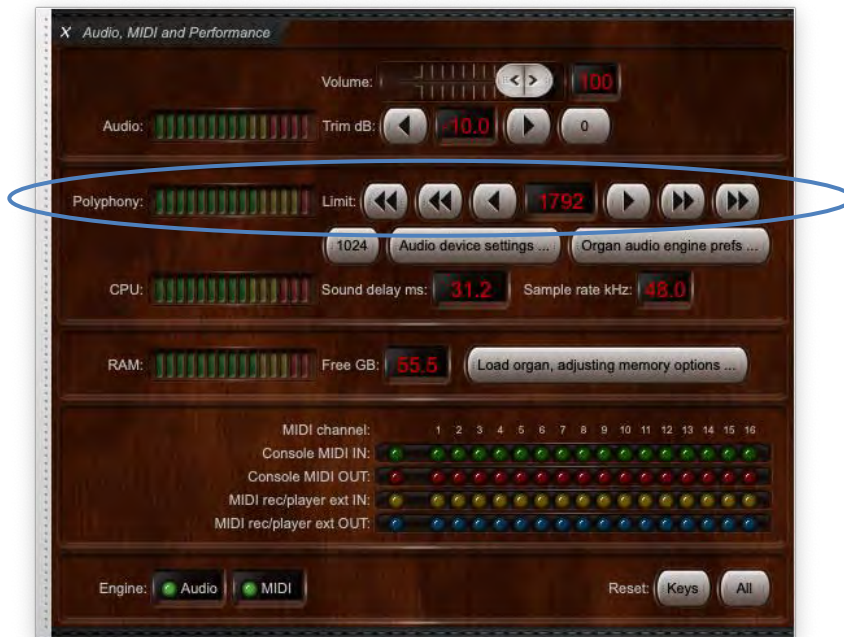 X Audio, MIDI and Performance
Volume: < > 100
Audio: Trim dB: -10.0 0
Polyphony: Limit: 1792
1024 Audio device settings ... Organ audio engine prefs ...
CPU: Sound delay ms: 31.2 Sample rate kHz: 48.0
RAM: Free GB: 55.5 Load organ, adjusting memory options ...
MIDI channel: 1 2 3 4 5 6 7 8 9 10 11 12 13 14 15 16
Console MIDI IN:
Console MIDI OUT:
MIDI rec/player ext IN:
MIDI rec/player ext OUT:
Engine: Audio MIDI Reset: Keys All